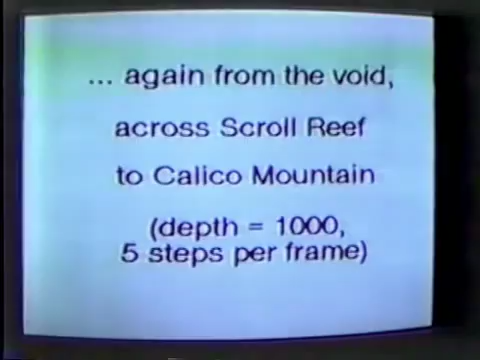 ... again from the void,
across Scroll Reef
to Calico Mountain
(depth = 1000,
5 steps per frame)